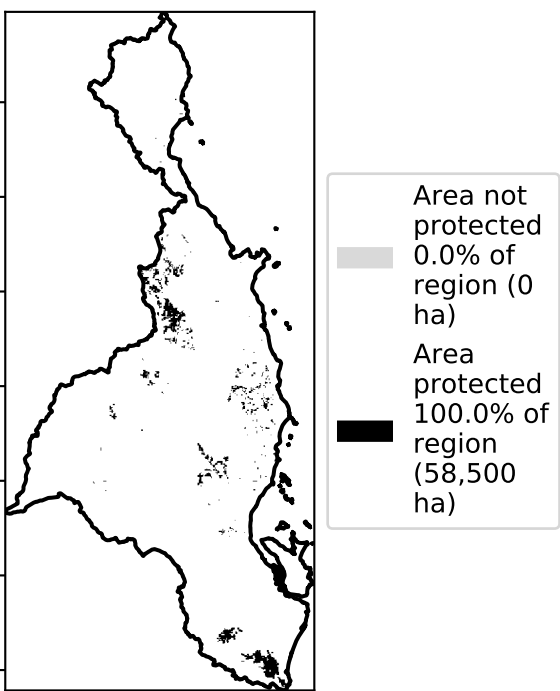 Area not
protected
0.0% of
region (0
ha)
Area
protected
100.0% of
region
(58,500
ha)